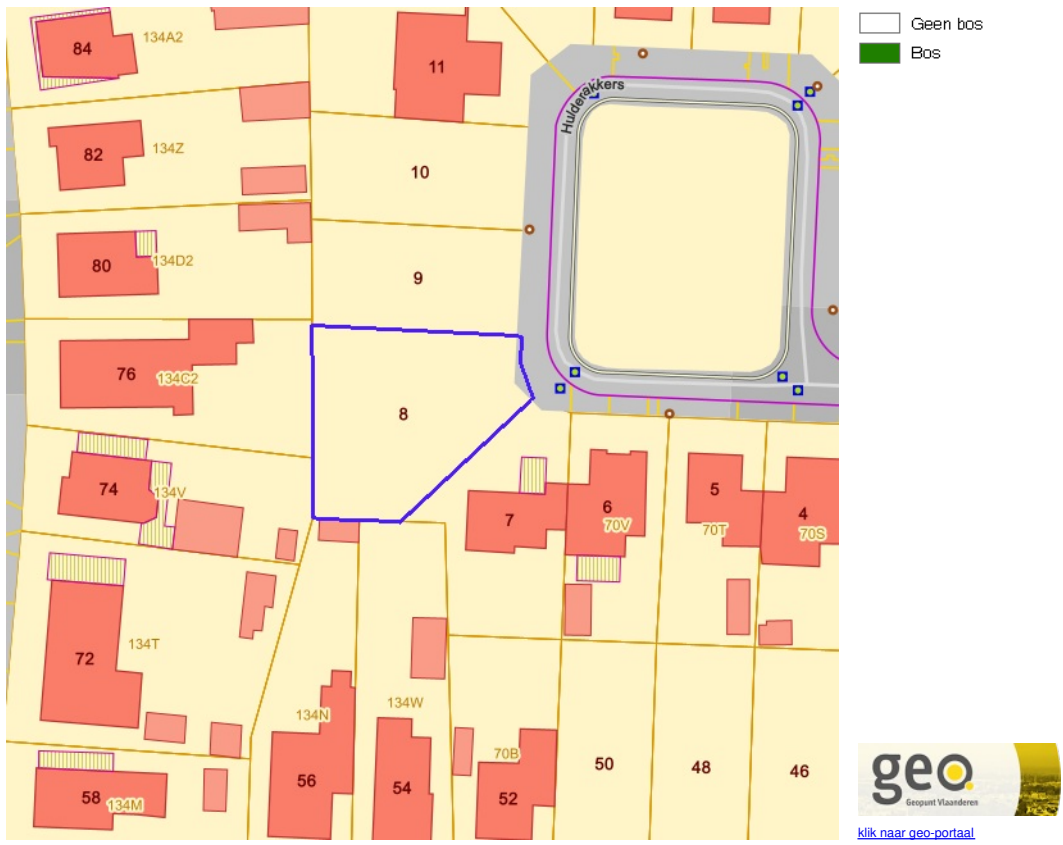 84
134A2
11
Hulderakkers
82
134Z
10
80
134D2
9
76
134C2
8
74
134V
7
6
70V
5
70T
4
70S
72
134T
134N
134W
56
54
70B
52
50
48
46
58
134M
Geen bos
Bos
geo.
Geopunt Vlaanderen
klik naar geo-portaal